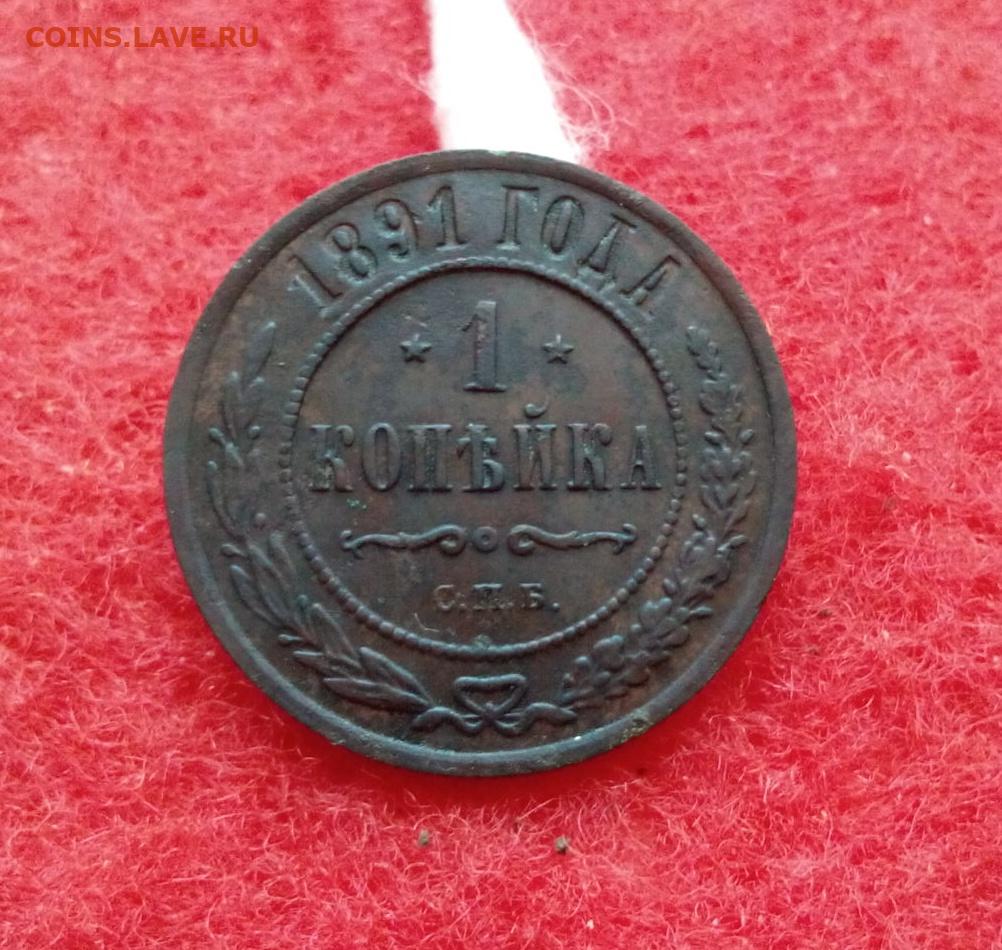 COINS.LAVE.RU
1891 ГОДА
1
КОПѢЙКА
С.П.Б.